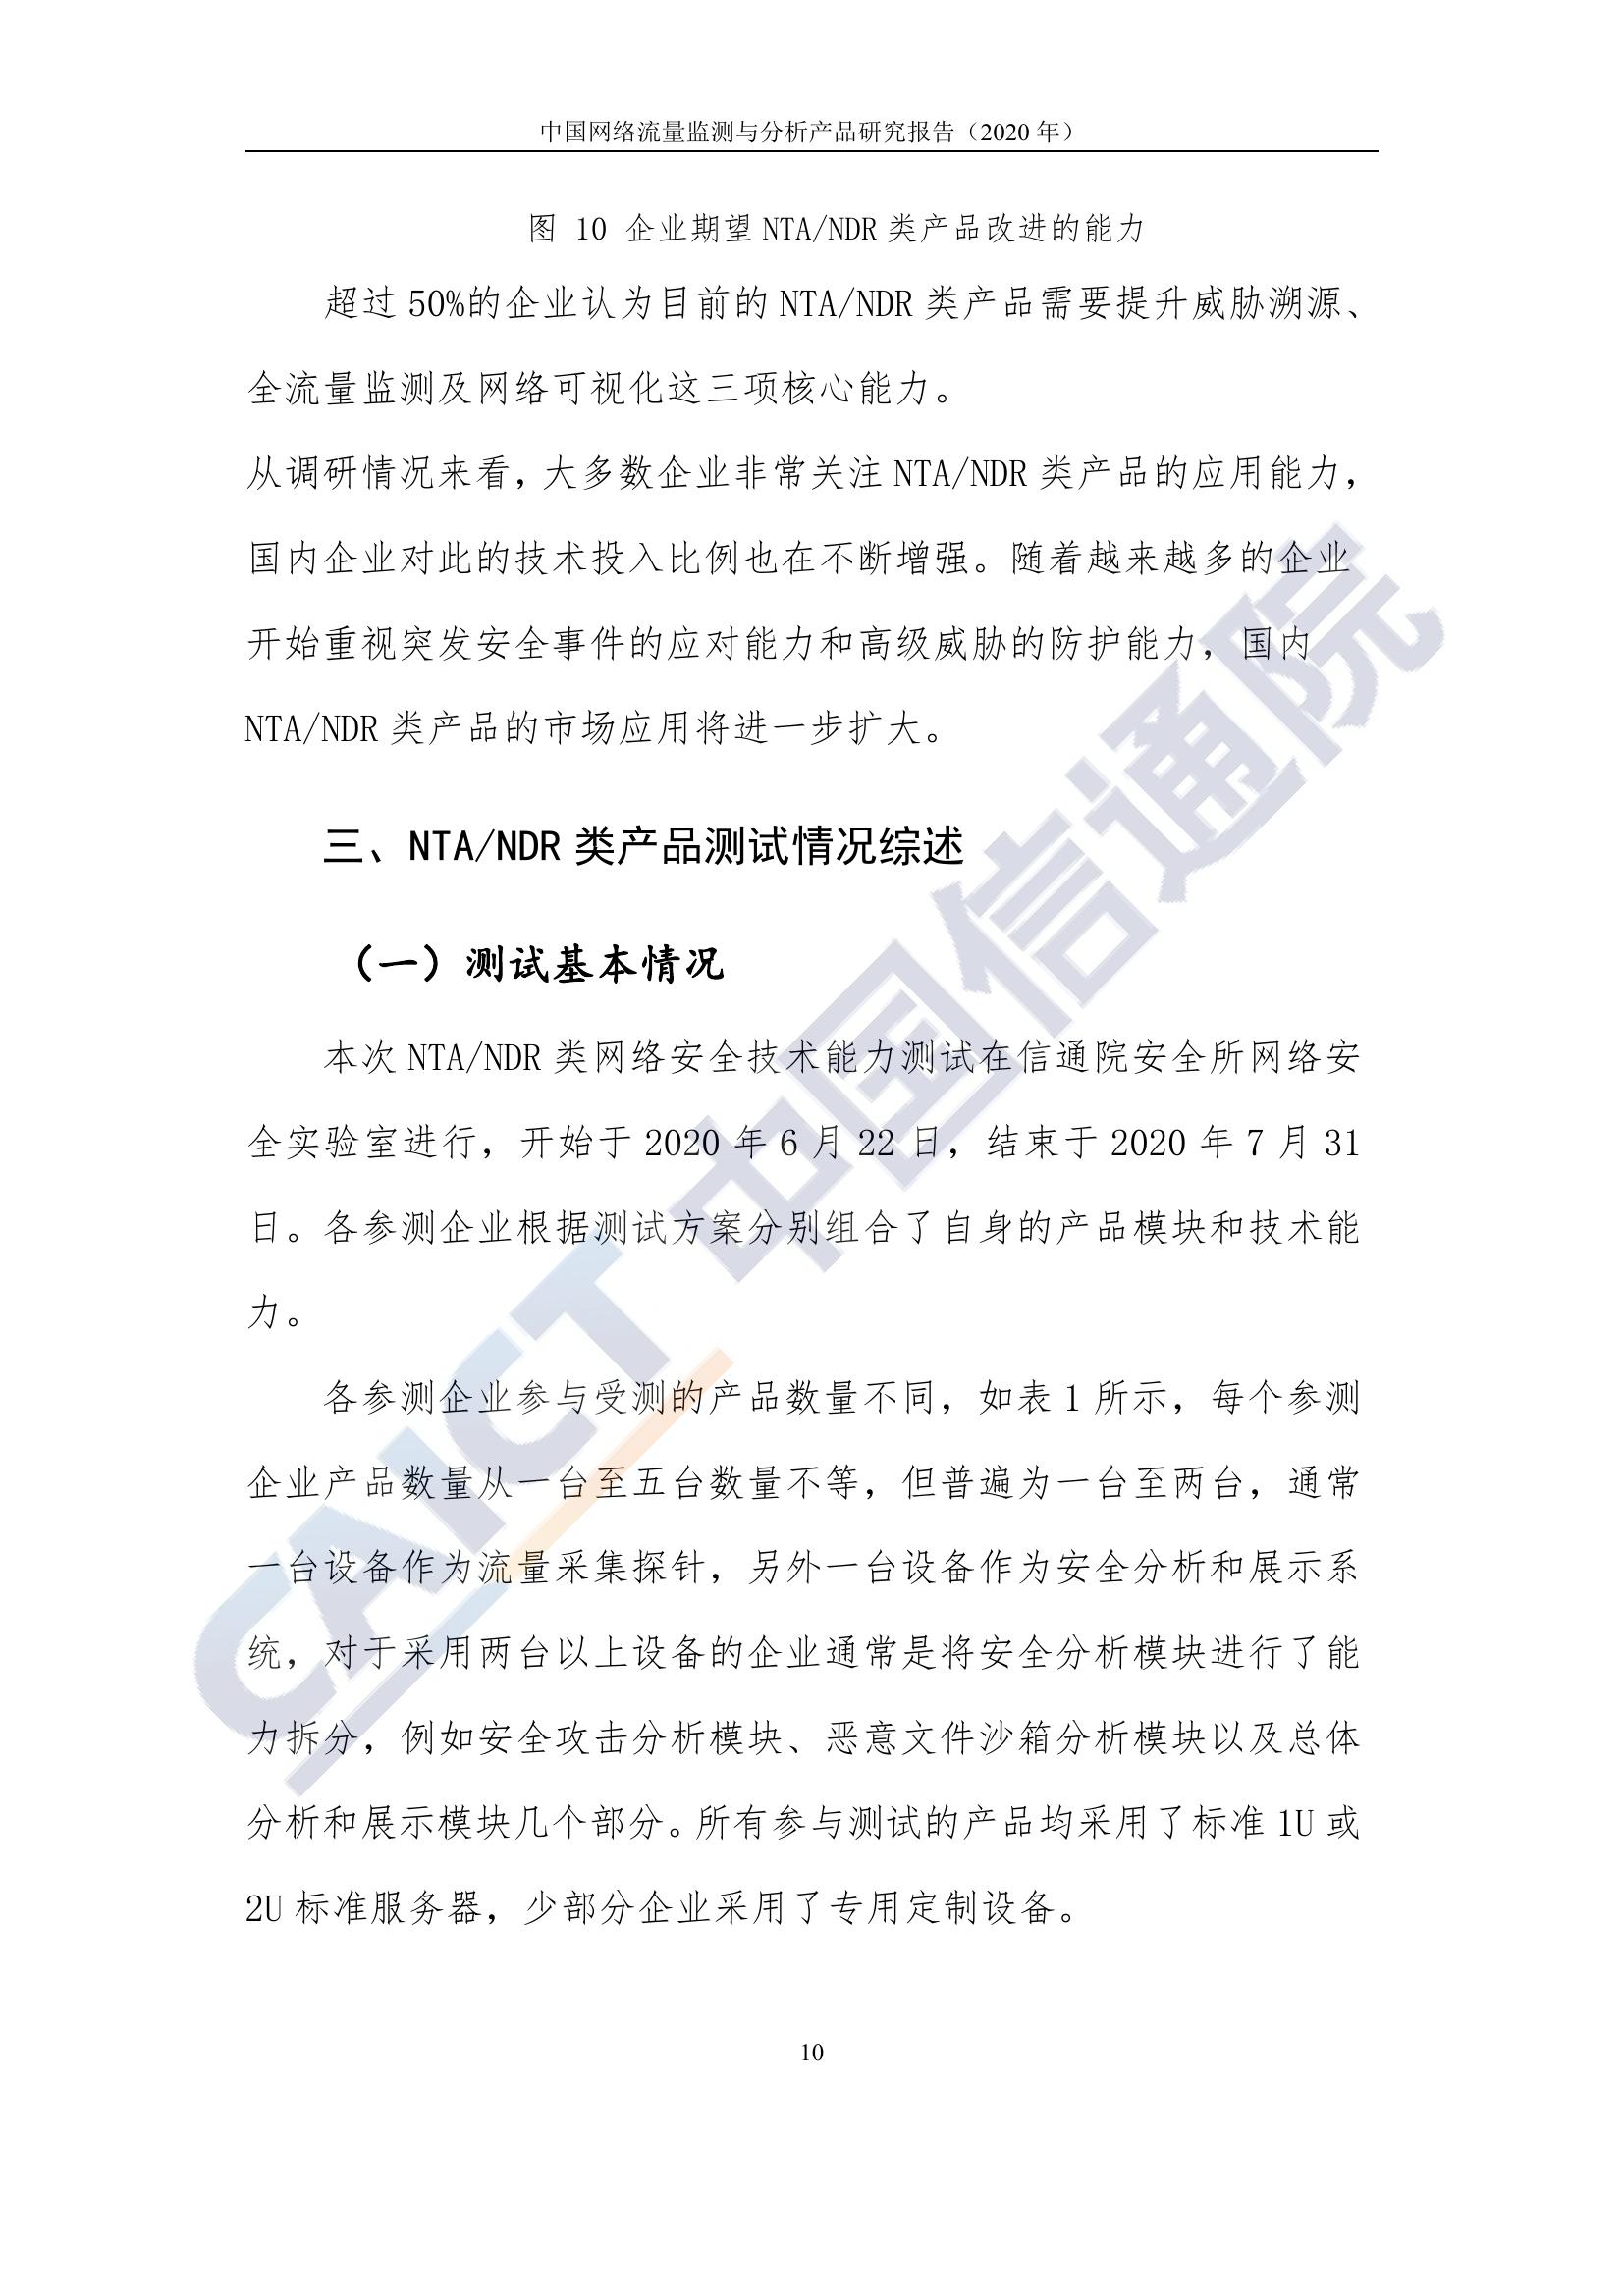 中国网络流量监测与分析产品研究报告（2020 年）
图 10 企业期望 NTA/NDR 类产品改进的能力
超过 50%的企业认为目前的 NTA/NDR 类产品需要提升威胁溯源、
全流量监测及网络可视化这三项核心能力。
从调研情况来看，大多数企业非常关注 NTA/NDR 类产品的应用能力，
国内企业对此的技术投入比例也在不断增强。随着越来越多的企业
开始重视突发安全事件的应对能力和高级威胁的防护能力，国内
NTA/NDR 类产品的市场应用将进一步扩大。
三、NTA/NDR 类产品测试情况综述
（一）测试基本情况
本次 NTA/NDR 类网络安全技术能力测试在信通院安全所网络安
全实验室进行，开始于 2020 年 6 月 22 日，结束于 2020 年 7 月 31
日。各参测企业根据测试方案分别组合了自身的产品模块和技术能
力。
各参测企业参与受测的产品数量不同，如表 1 所示，每个参测
企业产品数量从一台至五台数量不等，但普遍为一台至两台，通常
一台设备作为流量采集探针，另外一台设备作为安全分析和展示系
统，对于采用两台以上设备的企业通常是将安全分析模块进行了能
力拆分，例如安全攻击分析模块、恶意文件沙箱分析模块以及总体
分析和展示模块几个部分。所有参与测试的产品均采用了标准 1U 或
2U 标准服务器，少部分企业采用了专用定制设备。
10
CAICT 中国信通院